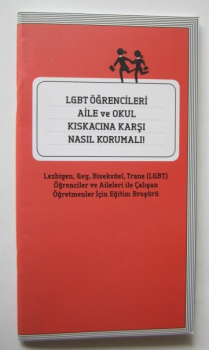 LGBT ÖĞRENCİLERİ
AİLE ve OKUL
KISKACINA KARŞI
NASIL KORUMALI!
Lezbiyen, Gey, Biseksüel, Trans (LGBT)
Öğrenciler ve Aileleri ile Çalışan
Öğretmenler İçin Eğitim Broşürü